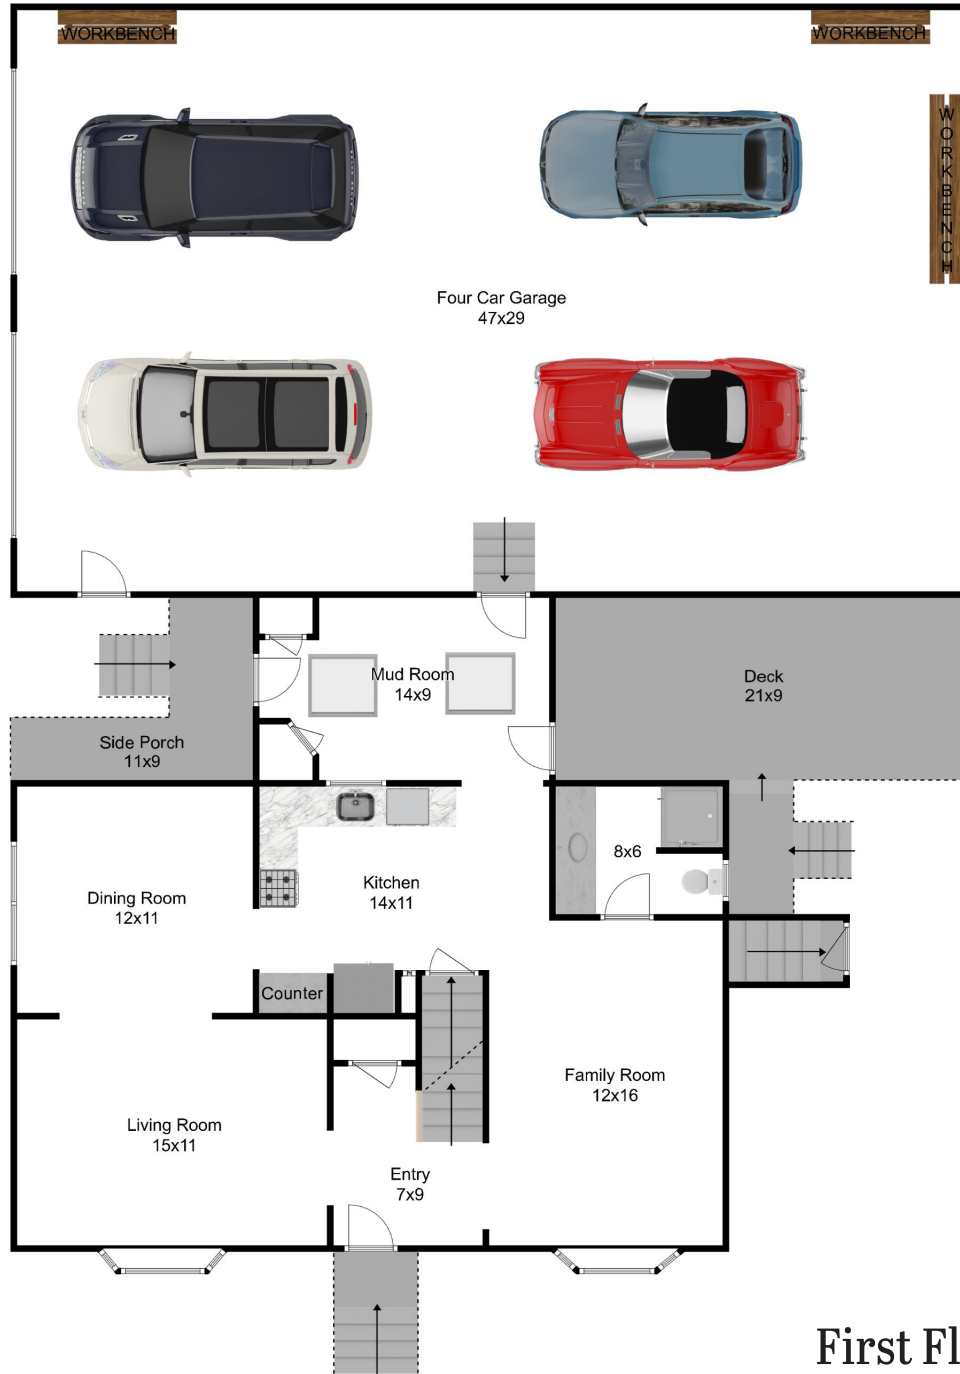 WORKBENCH
WORKBENCH
WORKBENCH
Four Car Garage
47x29
Mud Room
14x9
Deck
21x9
Side Porch
11x9
8x6
Kitchen
14x11
Dining Room
12x11
Counter
Family Room
12x16
Living Room
15x11
Entry
7x9
First Fl